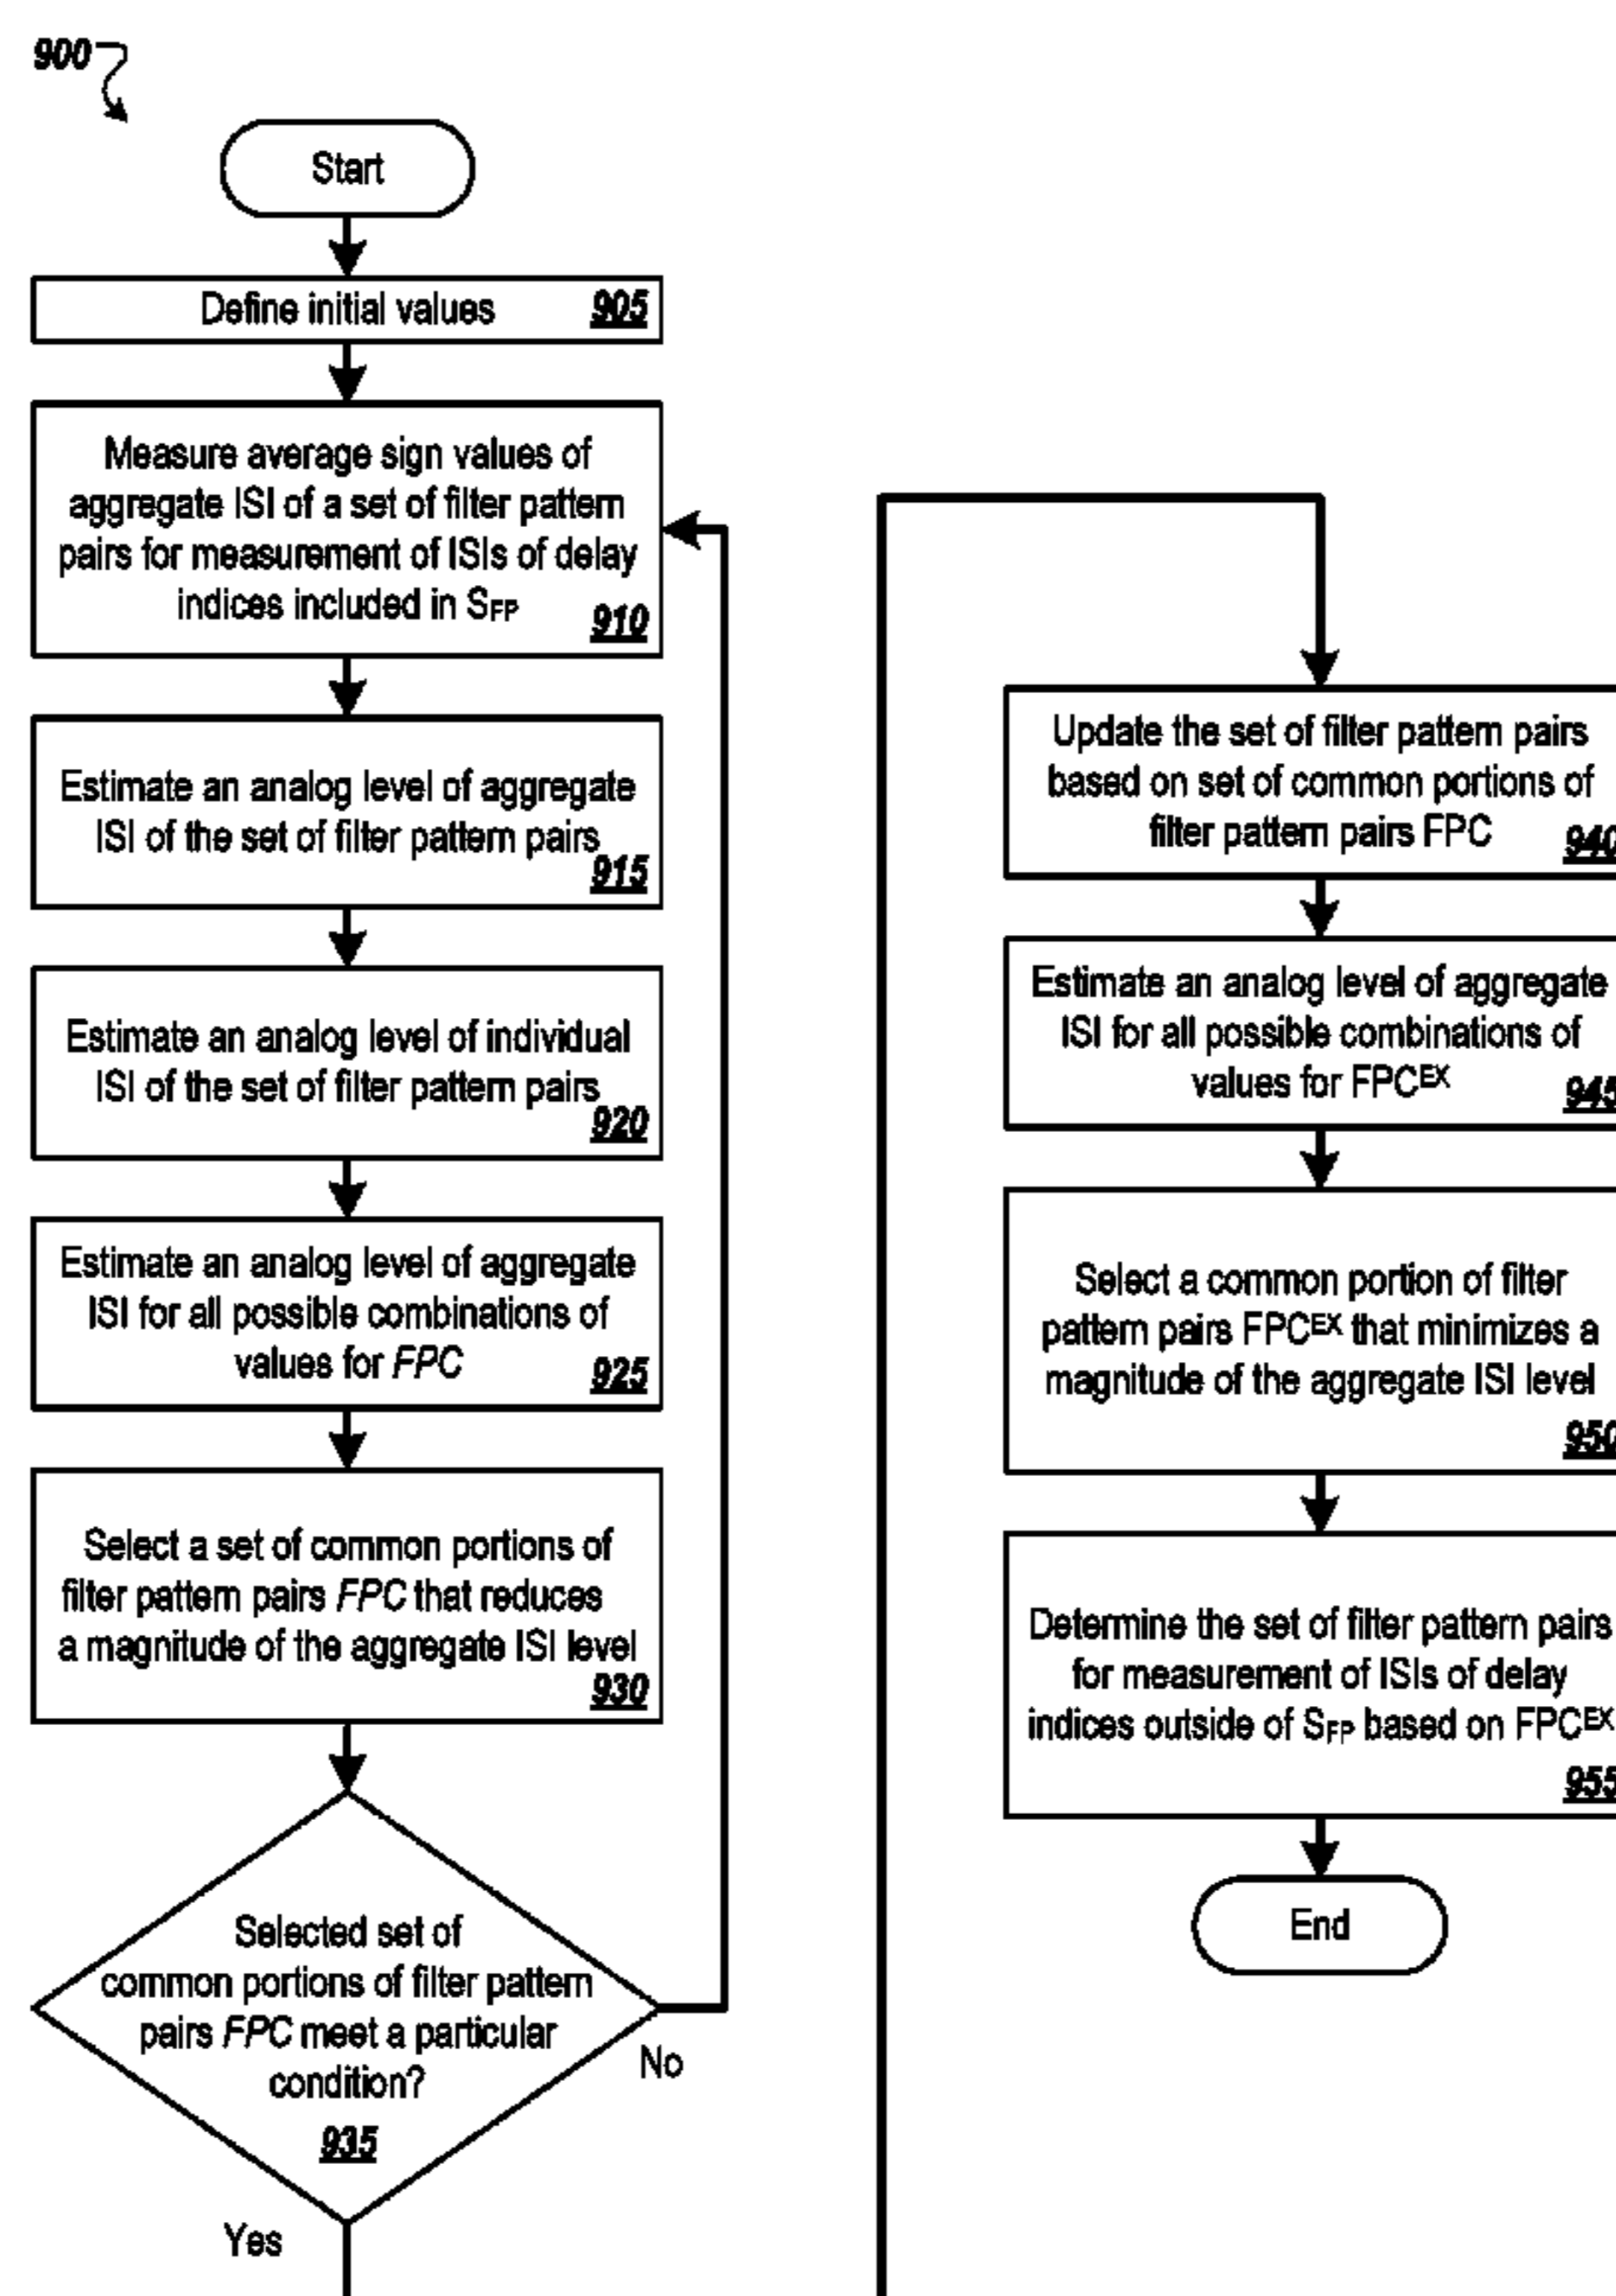 900
Start
Define initial values 905
Measure average sign values of
aggregate ISI of a set of filter pattern
pairs for measurement of ISIs of delay
indices included in SFP
910
Estimate an analog level of aggregate
ISI of the set of filter pattern pairs
915
Estimate an analog level of individual
ISI of the set of filter pattern pairs
920
Estimate an analog level of aggregate
ISI for all possible combinations of
values for FPC
925
Select a set of common portions of
filter pattern pairs FPC that reduces
a magnitude of the aggregate ISI level
930
Selected set of
common portions of filter pattern
pairs FPC meet a particular
condition?
935
No
Yes
Update the set of filter pattern pairs
based on set of common portions of
filter pattern pairs FPC
940
Estimate an analog level of aggregate
ISI for all possible combinations of
values for FPCEX
945
Select a common portion of filter
pattern pairs FPCEX that minimizes a
magnitude of the aggregate ISI level
950
Determine the set of filter pattern pairs
for measurement of ISIs of delay
indices outside of SFP based on FPCEX
955
End